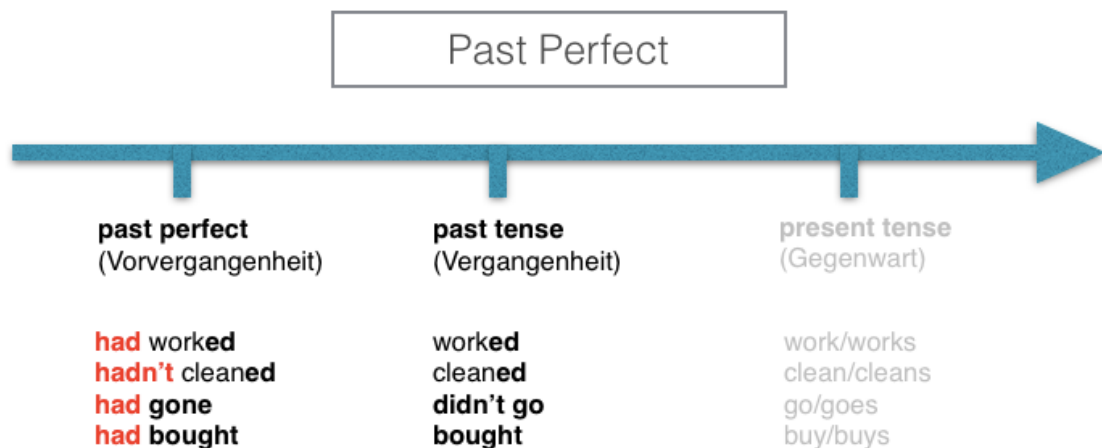 Past Perfect
past perfect
(Vorvergangenheit)
had worked
hadn't cleaned
had gone
had bought
past tense
(Vergangenheit)
worked
cleaned
didn't go
bought
present tense
(Gegenwart)
work/works
clean/cleans
go/goes
buy/buys